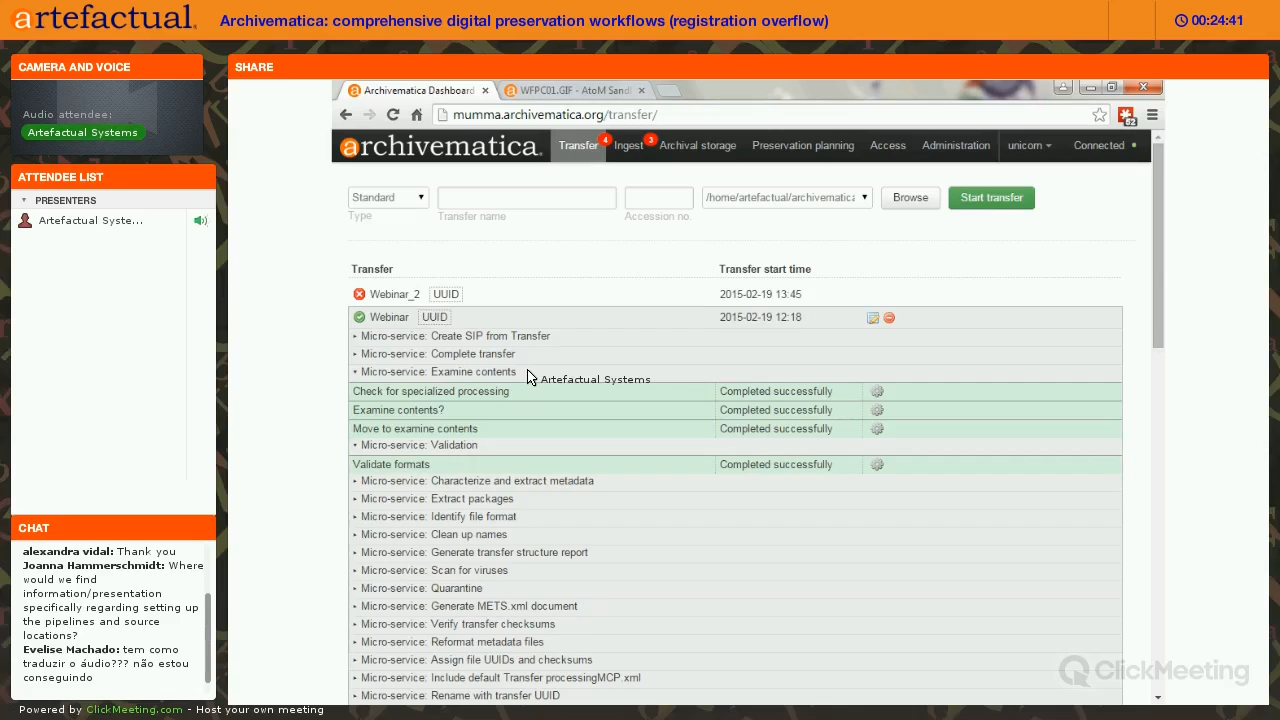 artefactual.
Archivematica: comprehensive digital preservation workflows (registration overflow)
00:24:41
CAMERA AND VOICE
Audio attendee:
Artefactual Systems
ATTENDEE LIST
PRESENTERS
Artefactual Syste...
CHAT
alexandra vidal: Thank you
Joanna Hammerschmidt: Where
would we find
information/presentation
specifically regarding setting up
the pipelines and source
locations?
Evelise Machado: tem como
traduzir o áudio??? não estou
conseguindo
Powered by ClickMeeting.com - Host your own meeting
SHARE
Archivematica Dashboard
WFPC01.GIF - AtoM Sand
mumma.archivematica.org/transfer/
62
archivematica.
Transfer 4
Ingest 3
Archival storage
Preservation planning
Access
Administration
unicorn
Connected
Standard
/home/artefactual/archivematica
Browse
Start transfer
Type
Transfer name
Accession no.
Transfer
Transfer start time
Webinar_2 UUID 2015-02-19 13:45
Webinar UUID 2015-02-19 12:18
Micro-service: Create SIP from Transfer
Micro-service: Complete transfer
Micro-service: Examine contents
Artefactual Systems
Check for specialized processing Completed successfully
Examine contents? Completed successfully
Move to examine contents Completed successfully
Micro-service: Validation
Validate formats Completed successfully
Micro-service: Characterize and extract metadata
Micro-service: Extract packages
Micro-service: Identify file format
Micro-service: Clean up names
Micro-service: Generate transfer structure report
Micro-service: Scan for viruses
Micro-service: Quarantine
Micro-service: Generate METS.xml document
Micro-service: Verify transfer checksums
Micro-service: Reformat metadata files
Micro-service: Assign file UUIDs and checksums
Micro-service: Include default Transfer processingMCP.xml
Micro-service: Rename with transfer UUID
ClickMeeting